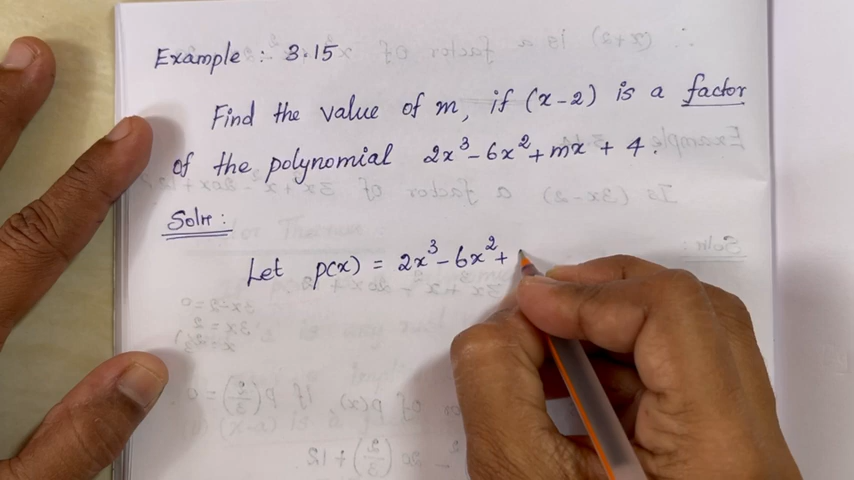 Example : 3.15
Find the value of m, if (x-2) is a factor
of the polynomial 2x³-6x²+mx+4.
Soln:
Let p(x) = 2x³-6x²+